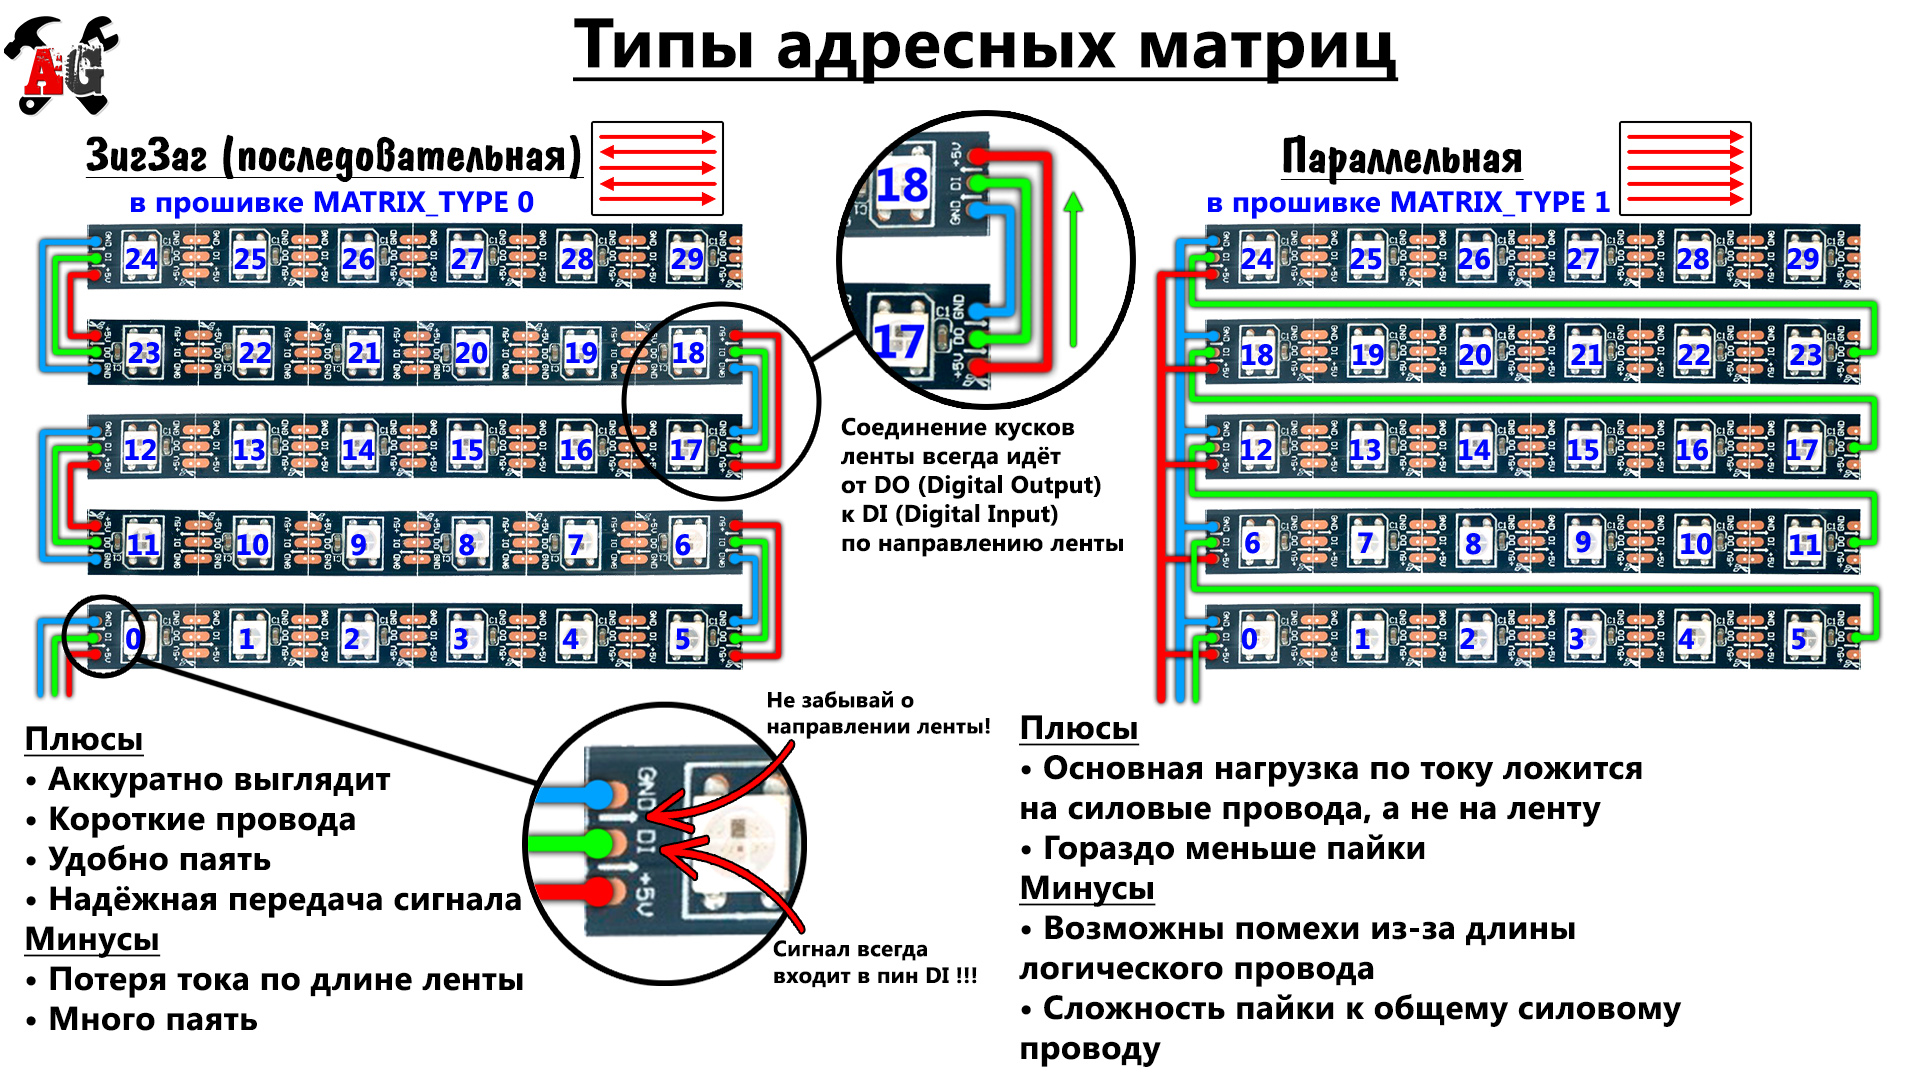 AG
Типы адресных матриц
ЗигЗаг (последовательная)
в прошивке MATRIX_TYPE 0
24 25 26 27 28 29
23 22 21 20 19 18
12 13 14 15 16 17
11 10 9 8 7 6
0 1 2 3 4 5
18
+5V
DI
GND
17
C1
GND
DO
+5V
Соединение кусков
ленты всегда идёт
от DO (Digital Output)
к DI (Digital Input)
по направлению ленты
Параллельная
в прошивке MATRIX_TYPE 1
24 25 26 27 28 29
18 19 20 21 22 23
12 13 14 15 16 17
6 7 8 9 10 11
0 1 2 3 4 5
Плюсы
• Аккуратно выглядит
• Короткие провода
• Удобно паять
• Надёжная передача сигнала
Минусы
• Потеря тока по длине ленты
• Много паять
Не забывай о
направлении ленты!
GND
DI
+5V
Сигнал всегда
входит в пин DI !!!
Плюсы
• Основная нагрузка по току ложится
на силовые провода, а не на ленту
• Гораздо меньше пайки
Минусы
• Возможны помехи из-за длины
логического провода
• Сложность пайки к общему силовому
проводу